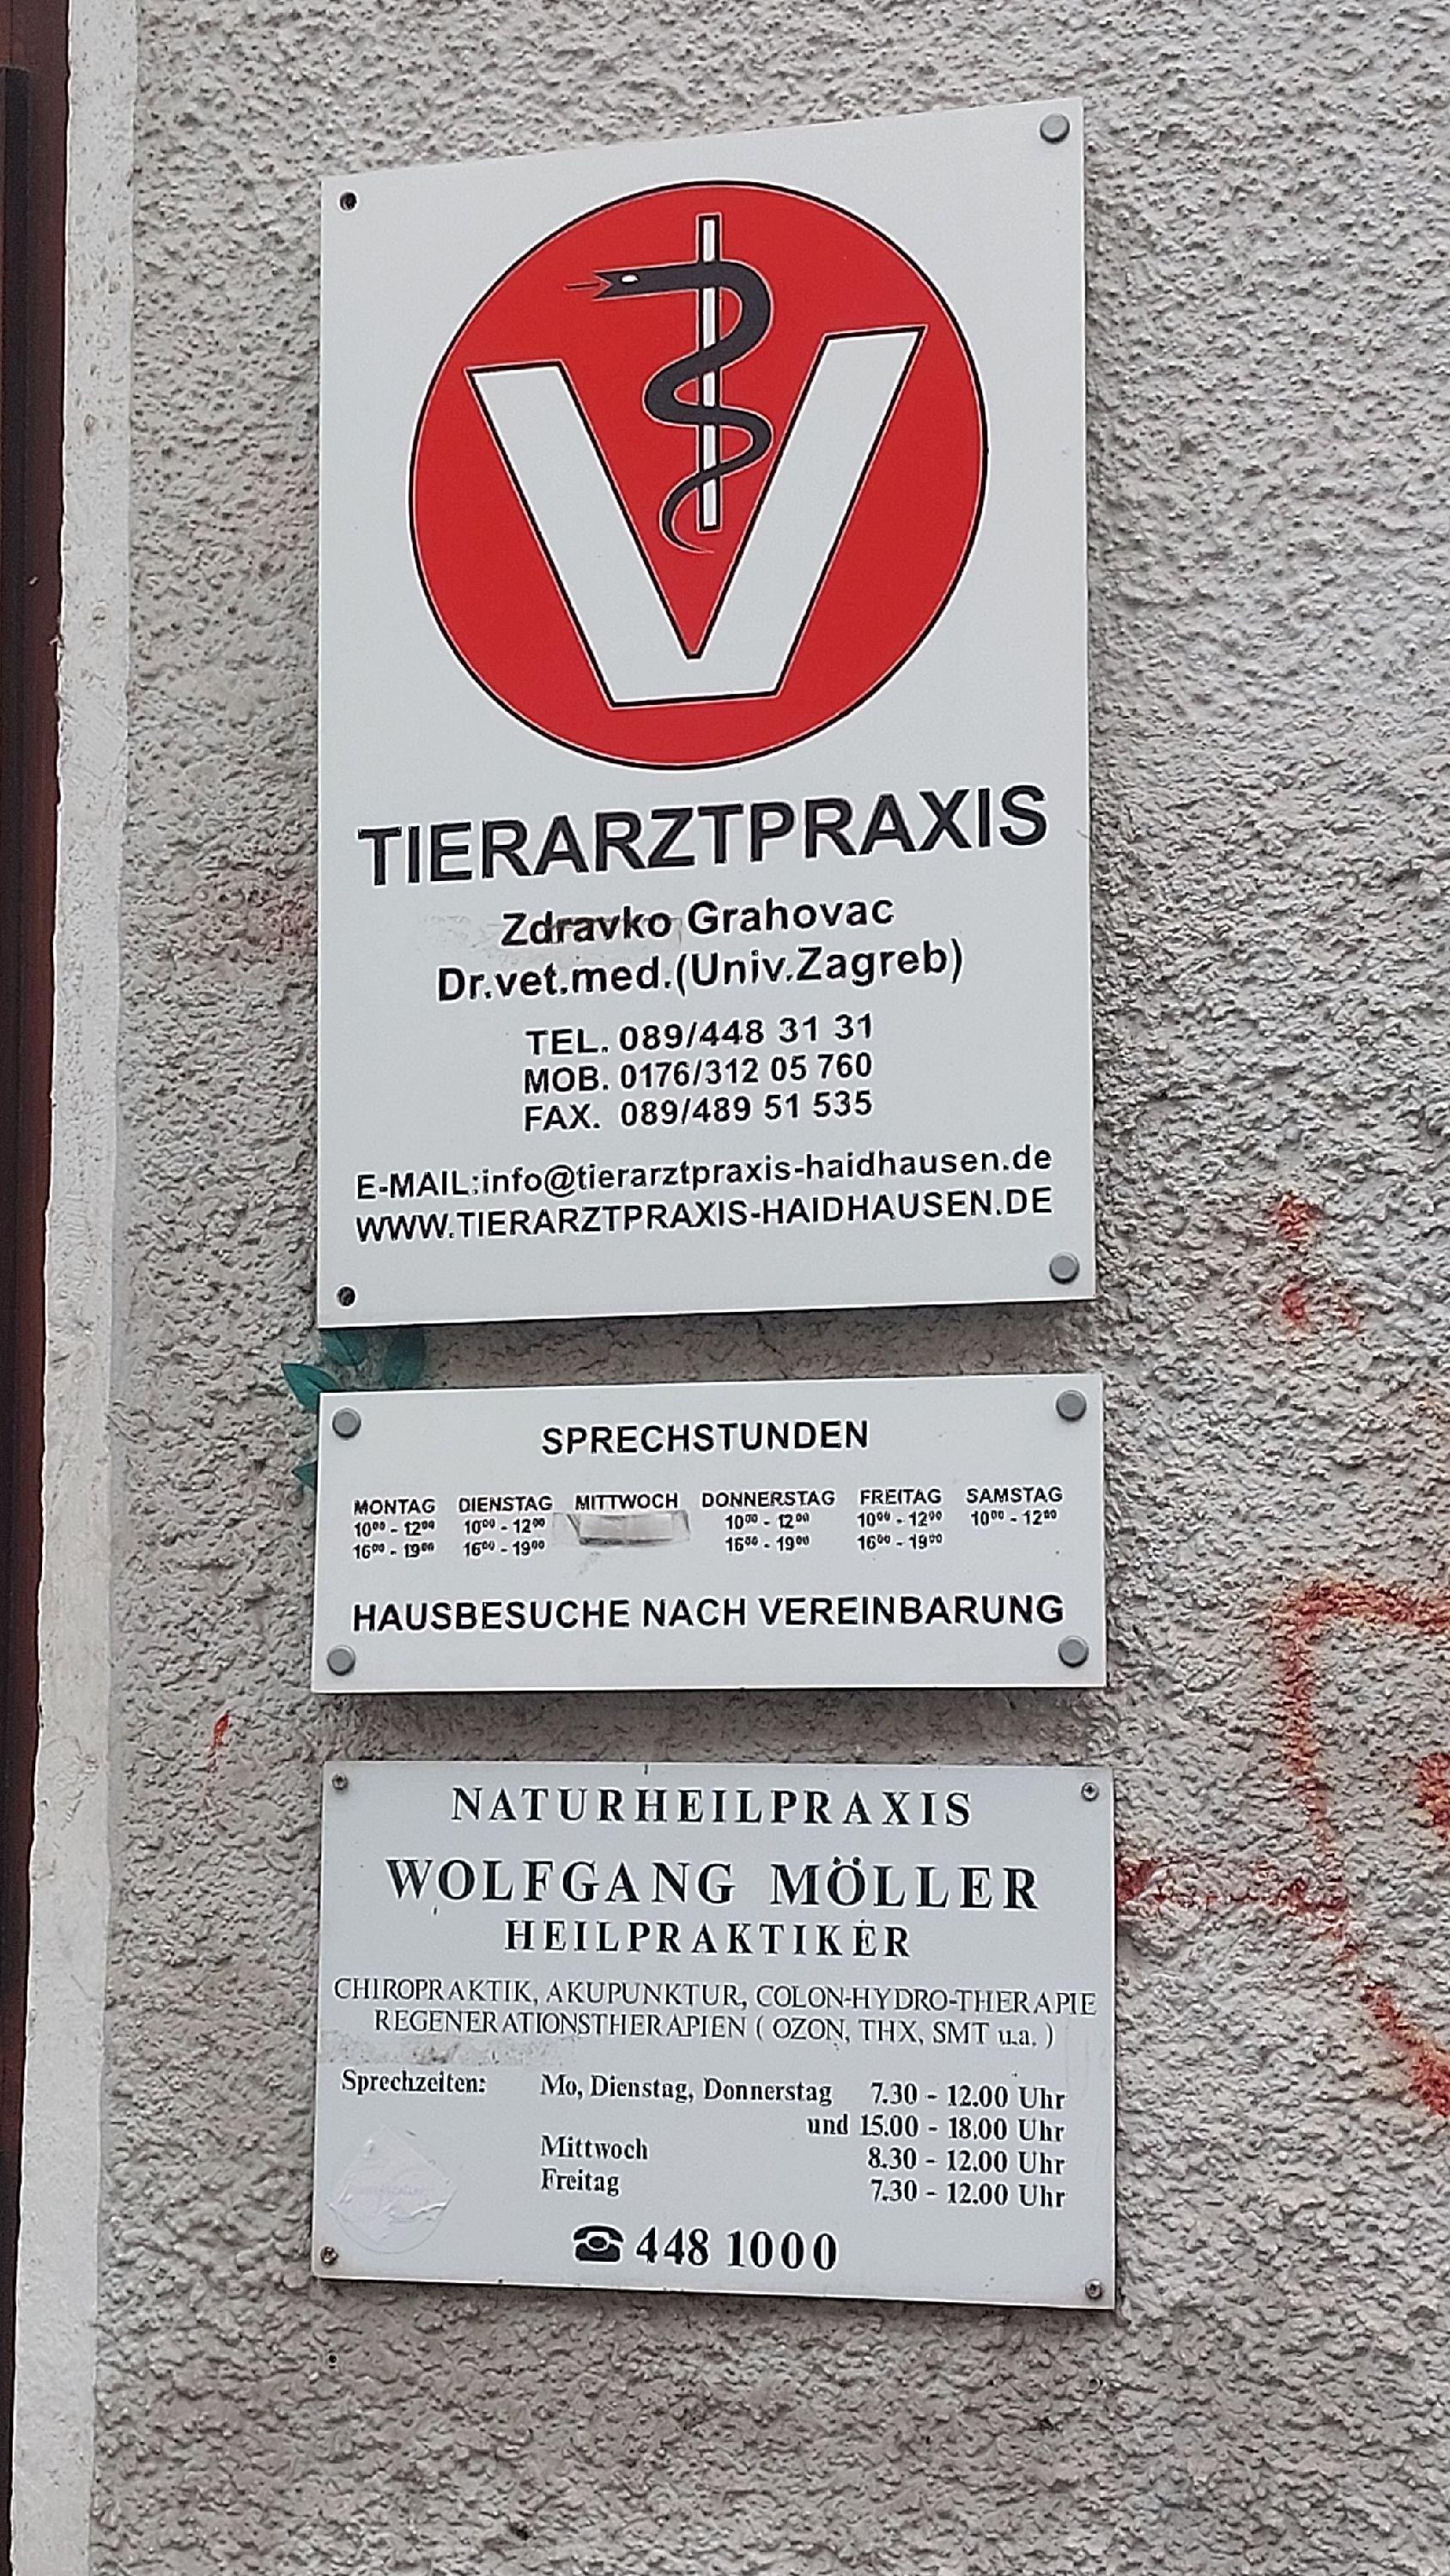 V
TIERARZTPRAXIS
Zdravko Grahovac
Dr.vet.med.(Univ.Zagreb)
TEL. 089/448 31 31
MOB. 0176/312 05 760
FAX. 089/489 51 535
E-MAIL:info@tierarztpraxis-haidhausen.de
WWW.TIERARZTPRAXIS-HAIDHAUSEN.DE
SPRECHSTUNDEN
MONTAG DIENSTAG MITTWOCH DONNERSTAG FREITAG SAMSTAG
10⁰⁰ - 12⁰⁰ 10⁰⁰ - 12⁰⁰ 10⁰⁰ - 12⁰⁰ 10⁰⁰ - 12⁰⁰ 10⁰⁰ - 12⁰⁰
16⁰⁰ - 19⁰⁰ 16⁰⁰ - 19⁰⁰ 16⁰⁰ - 19⁰⁰ 16⁰⁰ - 19⁰⁰
HAUSBESUCHE NACH VEREINBARUNG
NATURHEILPRAXIS
WOLFGANG MÖLLER
HEILPRAKTIKER
CHIROPRAKTIK, AKUPUNKTUR, COLON-HYDRO-THERAPIE
REGENERATIONSTHERAPIEN ( OZON, THX, SMT u.a. )
Sprechzeiten: Mo, Dienstag, Donnerstag 7.30 - 12.00 Uhr
und 15.00 - 18.00 Uhr
Mittwoch 8.30 - 12.00 Uhr
Freitag 7.30 - 12.00 Uhr
☎ 448 1000